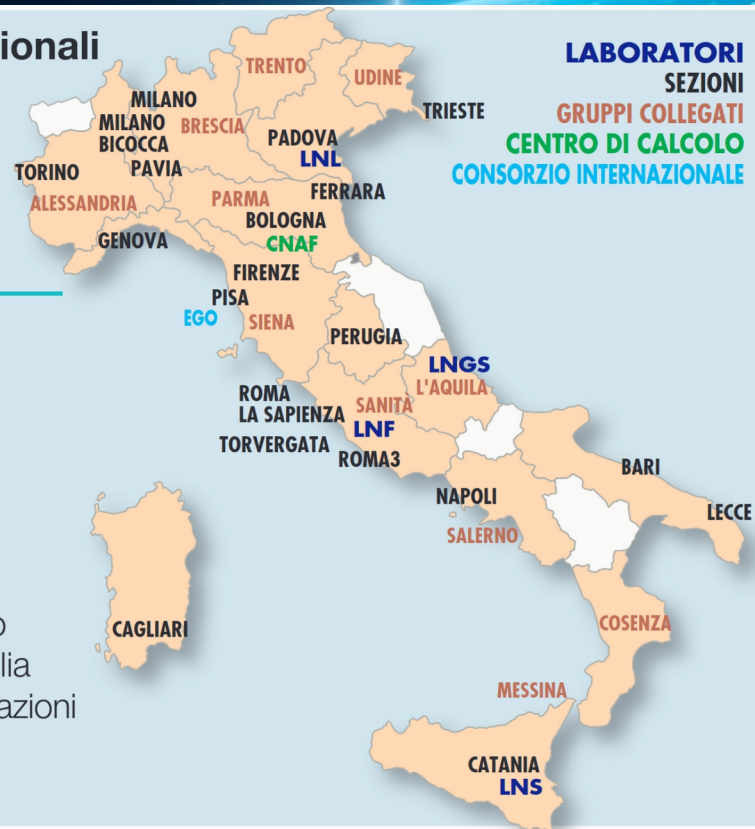 ionali
LABORATORI
SEZIONI
GRUPPI COLLEGATI
CENTRO DI CALCOLO
CONSORZIO INTERNAZIONALE
TRENTO
UDINE
TRIESTE
MILANO
MILANO
BICOCCA
BRESCIA
PADOVA
LNL
TORINO
PAVIA
ALESSANDRIA
PARMA
FERRARA
BOLOGNA
GENOVA
CNAF
FIRENZE
PISA
EGO
SIENA
PERUGIA
LNGS
L'AQUILA
ROMA
LA SAPIENZA
SANITÀ
LNF
TORVERGATA
ROMA3
BARI
NAPOLI
LECCE
SALERNO
CAGLIARI
COSENZA
o
lia
azioni
MESSINA
CATANIA
LNS